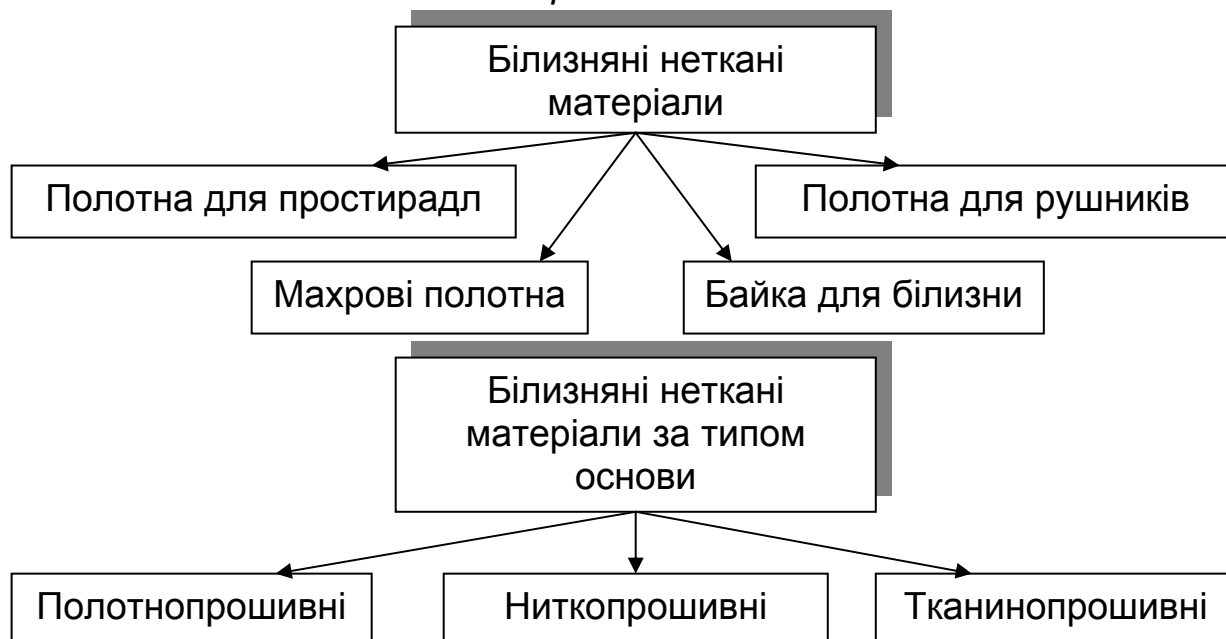 Білизняні неткані
матеріали
Полотна для простирадл
Полотна для рушників
Махрові полотна
Байка для білизни
Білизняні неткані
матеріали за типом
основи
Полотнопрошивні
Ниткопрошивні
Тканинопрошивні